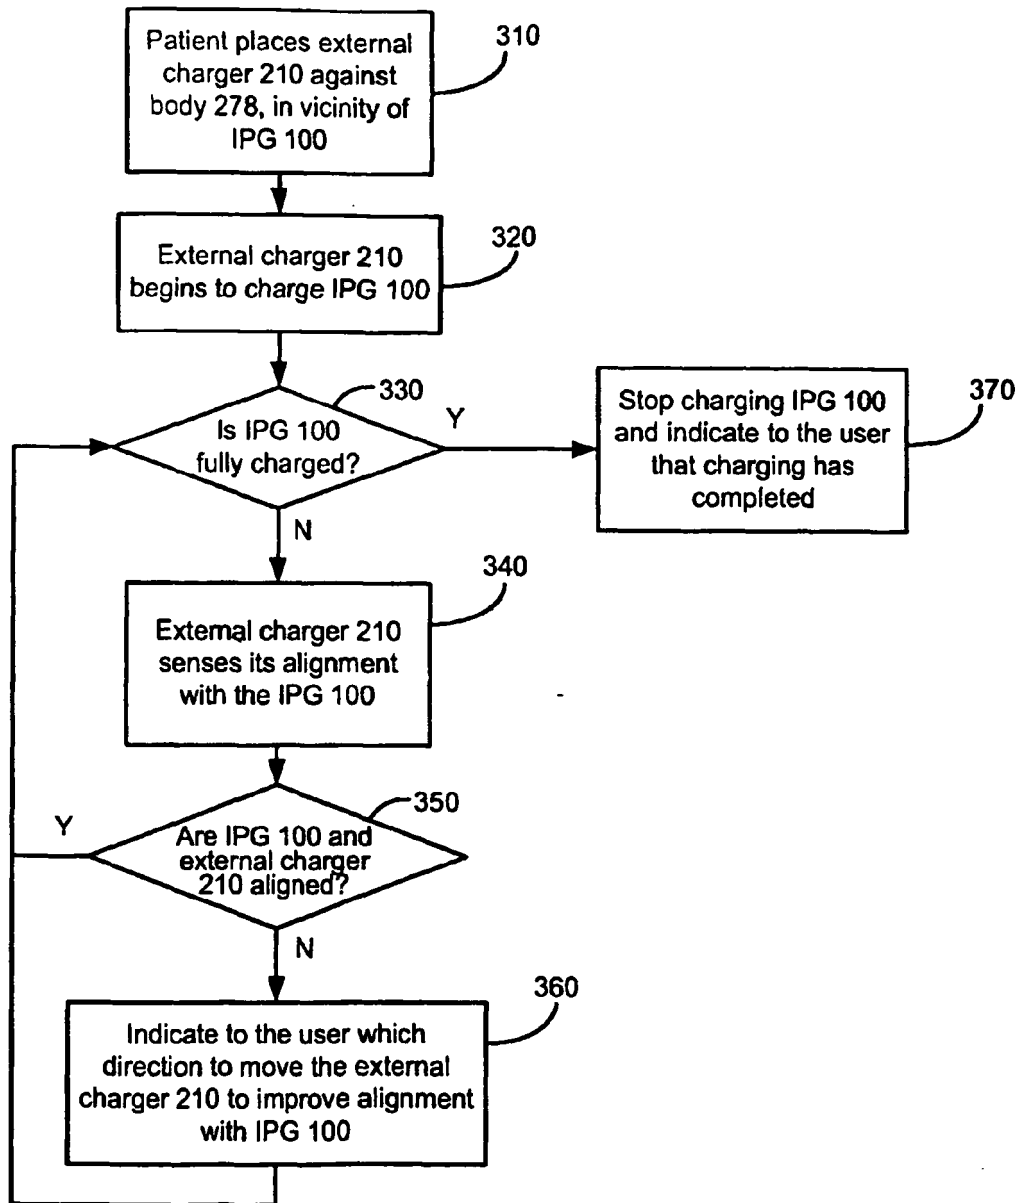 Patient places external
charger 210 against
body 278, in vicinity of
IPG 100
310
External charger 210
begins to charge IPG 100
320
330
Is IPG 100
fully charged?
Y
N
Stop charging IPG 100
and indicate to the user
that charging has
completed
370
340
External charger 210
senses its alignment
with the IPG 100
350
Y
Are IPG 100 and
external charger
210 aligned?
N
360
Indicate to the user which
direction to move the external
charger 210 to improve alignment
with IPG 100